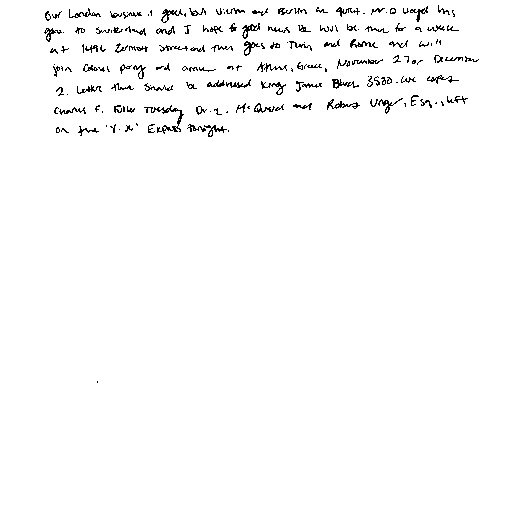 Our London business is good, but Vienna and Berlin are quiet. Mr. D Lloyd has
gone to Switzerland and I hope for good news. He will be there for a week
at 1496 Zermott Street and then goes to Turin and Rome and will
join Colonel Parry and arrive at Athens, Greece, November 27 or December
2. Letters there should be addressed King James Blvd. 3580. We expect
Charles E. Fuller Tuesday. Dr. L. McQuaid and Robert Unger, Esq., left
on the 'Y.X.' Express tonight.